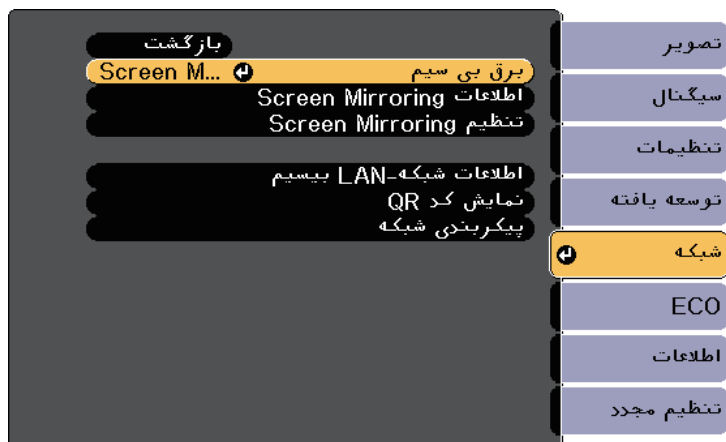 بازگشت
برق بی سیم Screen M...
اطلاعات Screen Mirroring
تنظیم Screen Mirroring
اطلاعات شبکه-LAN بیسیم
نمایش کد QR
پیکربندی شبکه
تصویر
سیگنال
تنظیمات
توسعه یافته
شبکه
ECO
اطلاعات
تنظیم مجدد